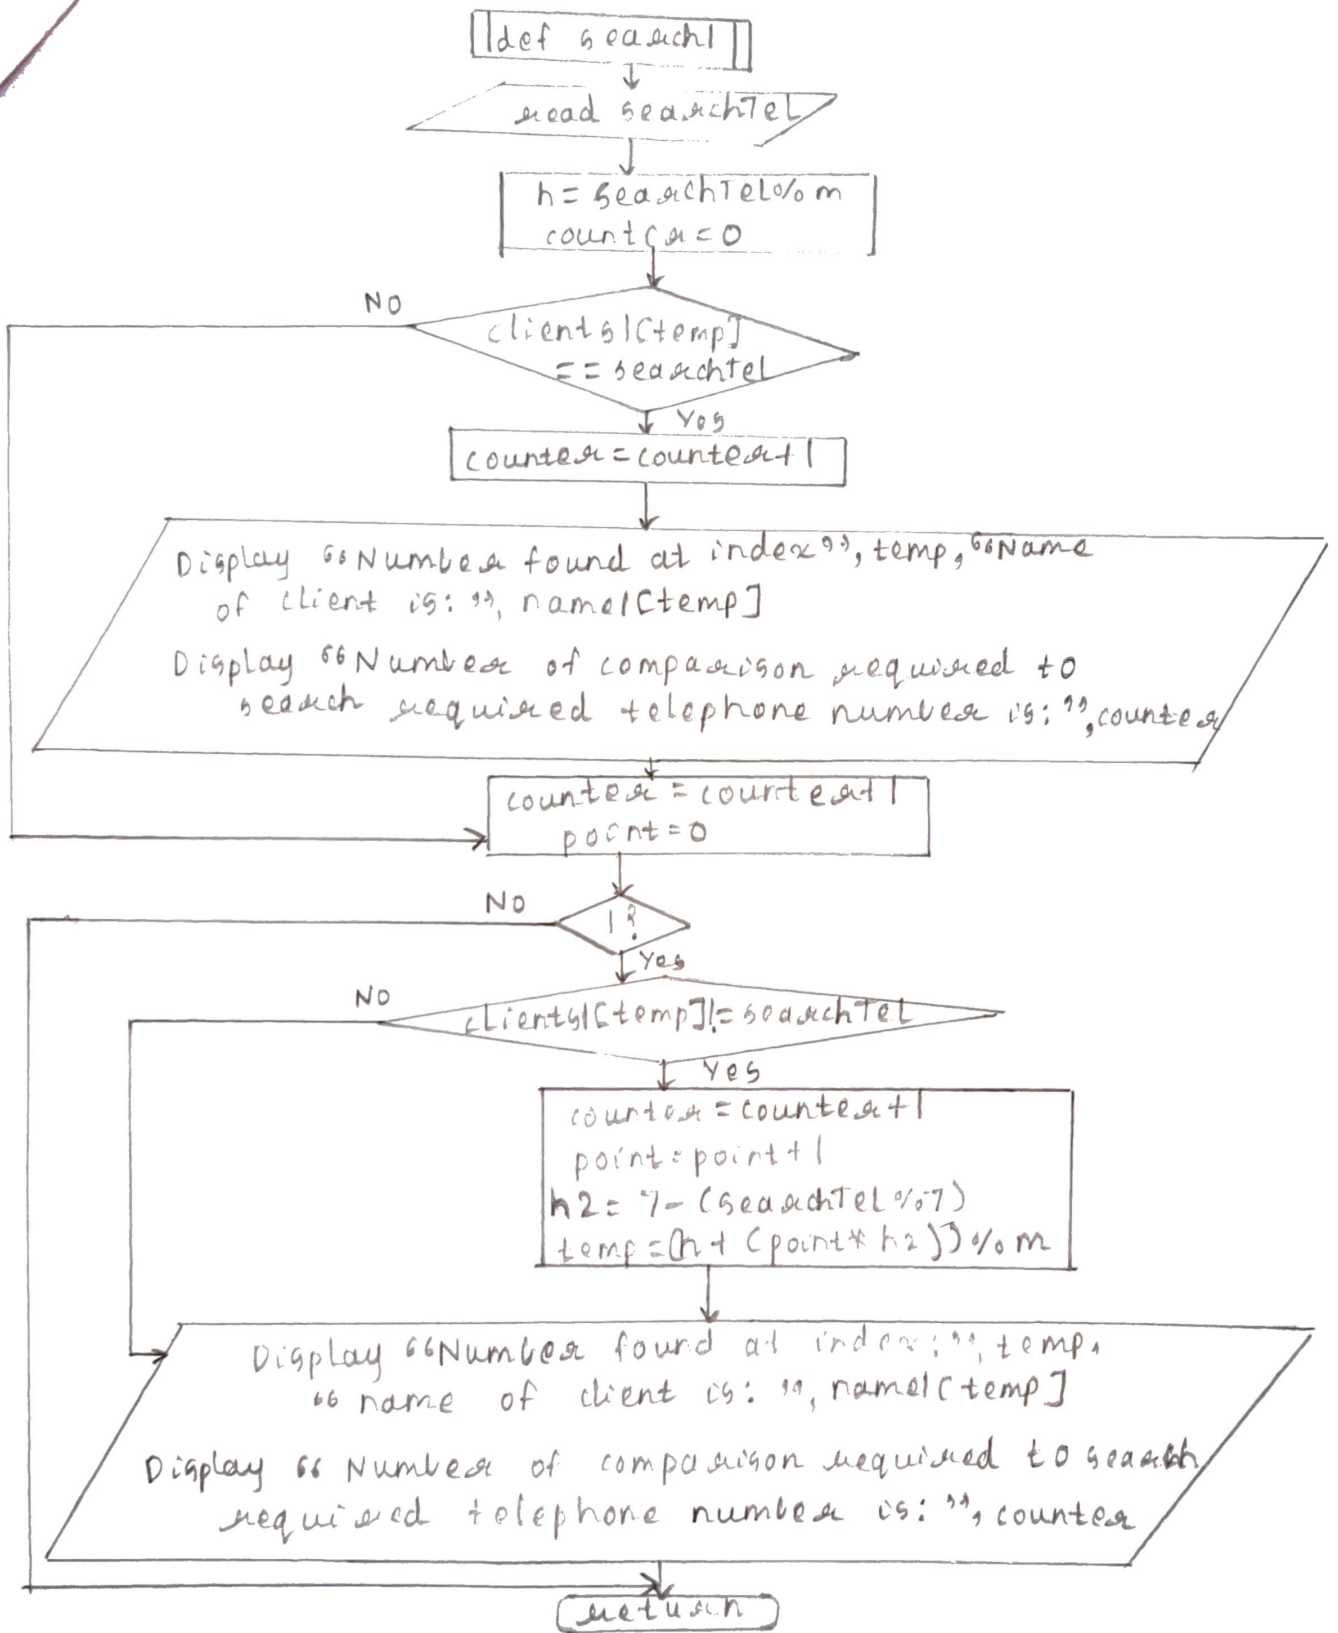 def search1
read searchTel
h = searchTel % m
counter = 0
NO
clients1[temp]
== searchTel
Yes
counter = counter + 1
Display “Number found at index”, temp, “Name
of client is: ”, name1[temp]
Display “Number of comparison required to
search required telephone number is: ”, counter
counter = counter + 1
point = 0
NO
1?
Yes
NO
clients1[temp] != searchTel
Yes
counter = counter + 1
point = point + 1
h2 = 7 - (searchTel % 7)
temp = (h + (point * h2)) % m
Display “Number found at index: ”, temp,
“name of client is: ”, name1[temp]
Display “Number of comparison required to search
required telephone number is: ”, counter
return